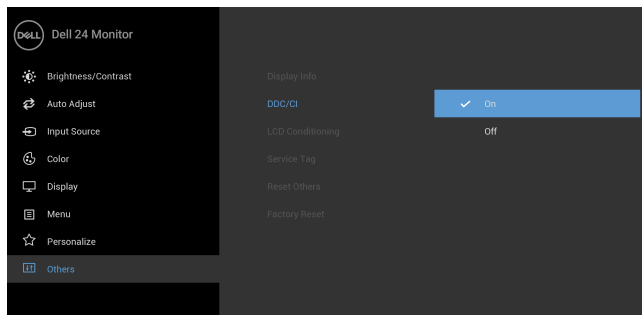 DELL Dell 24 Monitor
Brightness/Contrast
Auto Adjust
Input Source
Color
Display
Menu
Personalize
Others
Display Info
DDC/CI
LCD Conditioning
Service Tag
Reset Others
Factory Reset
On
Off